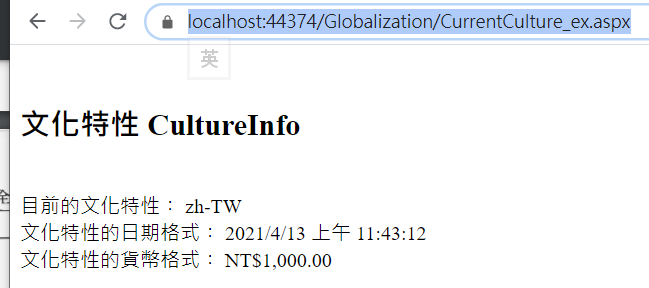 localhost:44374/Globalization/CurrentCulture_ex.aspx
英
文化特性 CultureInfo
全
目前的文化特性： zh-TW
文化特性的日期格式： 2021/4/13 上午 11:43:12
文化特性的貨幣格式： NT$1,000.00